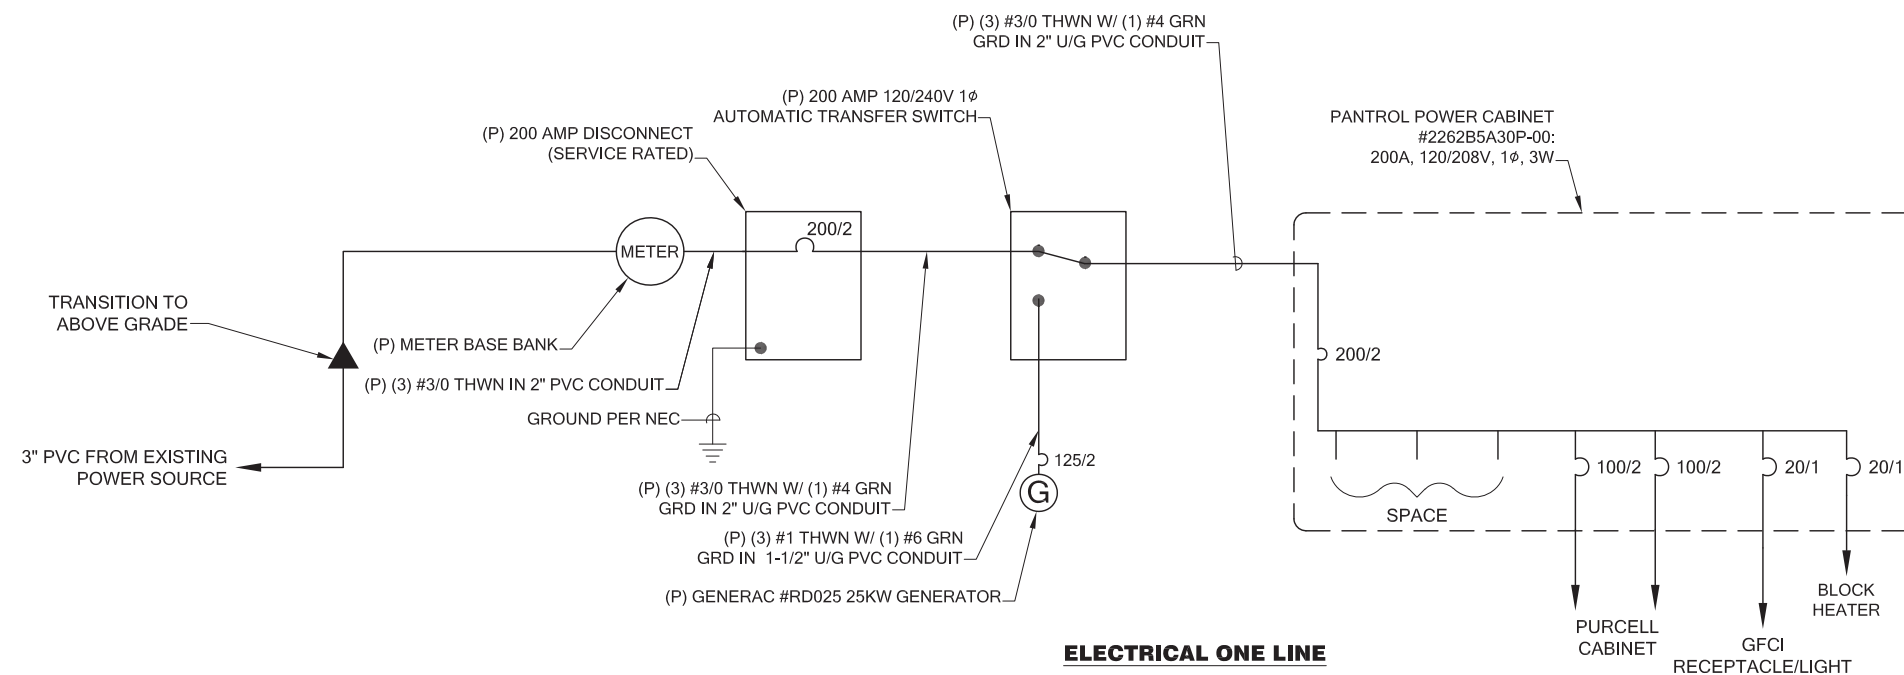 (P) (3) #3/0 THWN W/ (1) #4 GRN
GRD IN 2" U/G PVC CONDUIT
(P) 200 AMP 120/240V 1ϕ
AUTOMATIC TRANSFER SWITCH
PANTROL POWER CABINET
#2262B5A30P-00:
200A, 120/208V, 1ϕ, 3W
(P) 200 AMP DISCONNECT
(SERVICE RATED)
200/2
METER
TRANSITION TO
ABOVE GRADE
(P) METER BASE BANK
200/2
(P) (3) #3/0 THWN IN 2" PVC CONDUIT
GROUND PER NEC
3" PVC FROM EXISTING
POWER SOURCE
125/2
100/2
100/2
20/1
20/1
(P) (3) #3/0 THWN W/ (1) #4 GRN
GRD IN 2" U/G PVC CONDUIT
G
SPACE
(P) (3) #1 THWN W/ (1) #6 GRN
GRD IN 1-1/2" U/G PVC CONDUIT
(P) GENERAC #RD025 25KW GENERATOR
BLOCK
HEATER
PURCELL
CABINET
GFCI
RECEPTACLE/LIGHT
ELECTRICAL ONE LINE